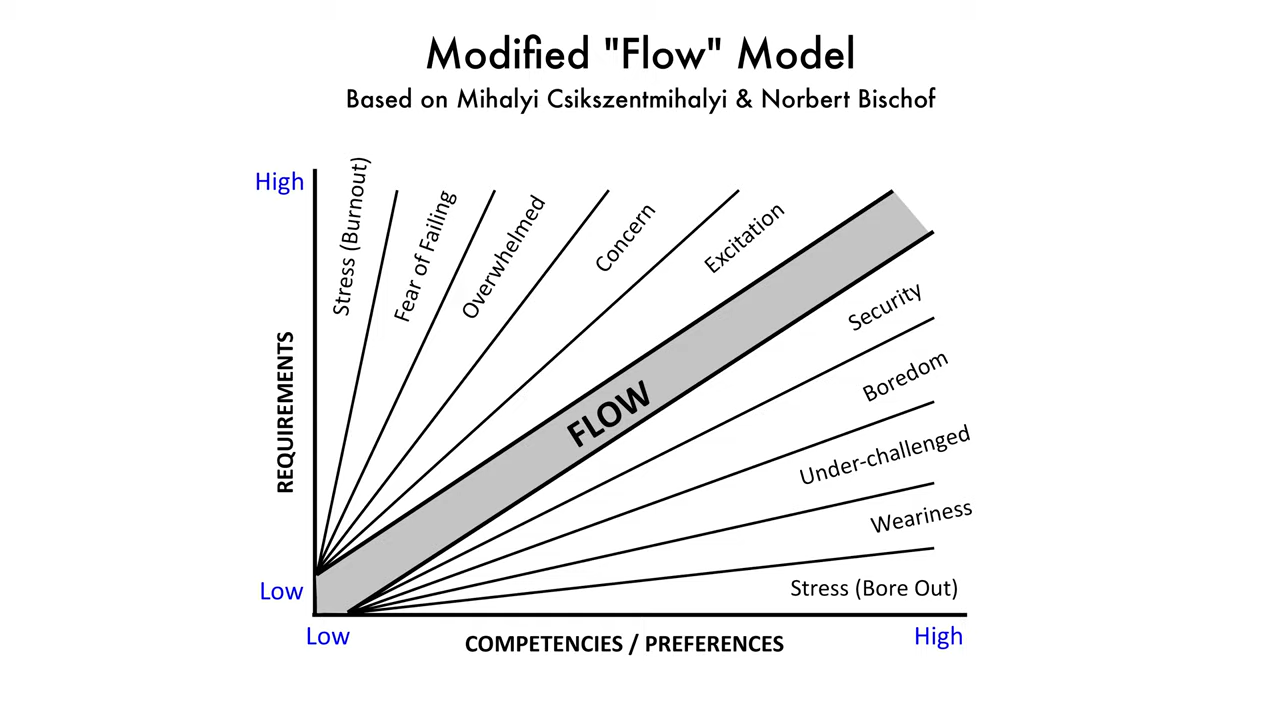 Modified "Flow" Model
Based on Mihalyi Csikszentmihalyi & Norbert Bischof
High
REQUIREMENTS
Low
Stress (Burnout)
Fear of Failing
Overwhelmed
Concern
Excitation
FLOW
Security
Boredom
Under-challenged
Weariness
Stress (Bore Out)
Low
COMPETENCIES / PREFERENCES
High